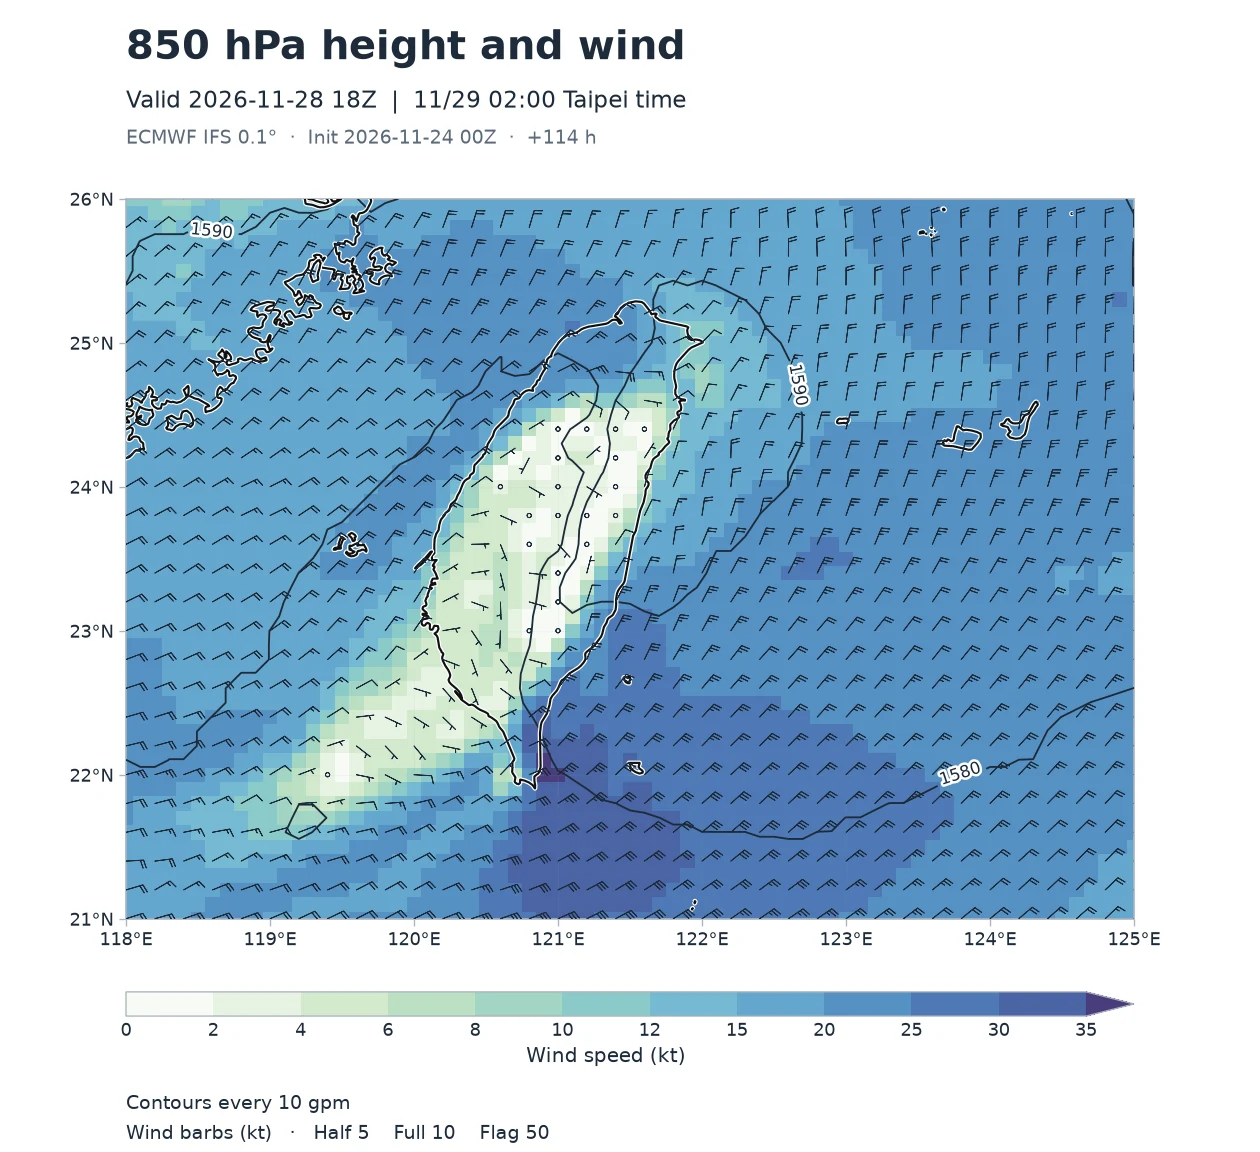 850 hPa height and wind
Valid 2026-11-28 18Z | 11/29 02:00 Taipei time
ECMWF IFS 0.1° · Init 2026-11-24 00Z · +114 h
26°N
25°N
24°N
23°N
22°N
21°N
1590
1590
1580
118°E 119°E 120°E 121°E 122°E 123°E 124°E 125°E
0 2 4 6 8 10 12 15 20 25 30 35
Wind speed (kt)
Contours every 10 gpm
Wind barbs (kt) · Half 5 Full 10 Flag 50